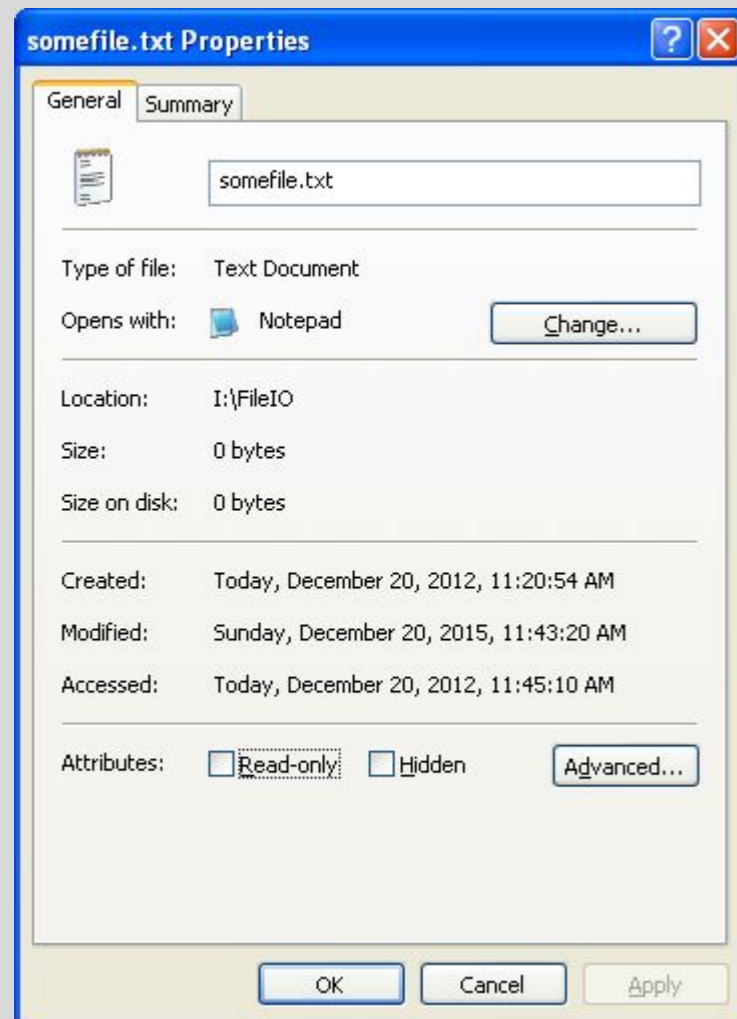 somefile.txt Properties
General Summary
somefile.txt
Type of file: Text Document
Opens with: Notepad Change...
Location: I:\FileIO
Size: 0 bytes
Size on disk: 0 bytes
Created: Today, December 20, 2012, 11:20:54 AM
Modified: Sunday, December 20, 2015, 11:43:20 AM
Accessed: Today, December 20, 2012, 11:45:10 AM
Attributes: Read-only Hidden Advanced...
OK Cancel Apply